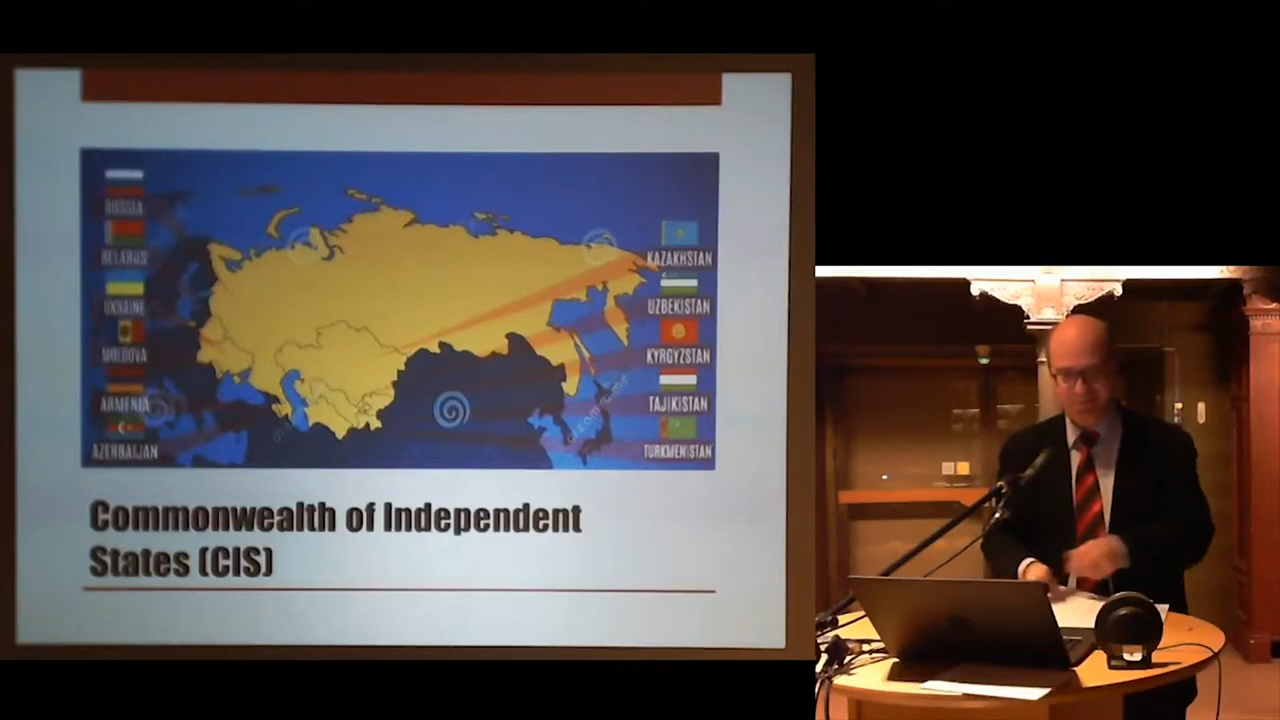 RUSSIA
BELARUS
UKRAINE
MOLDOVA
ARMENIA
AZERBAIJAN
KAZAKHSTAN
UZBEKISTAN
KYRGYZSTAN
TAJIKISTAN
TURKMENISTAN
Commonwealth of Independent
States (CIS)